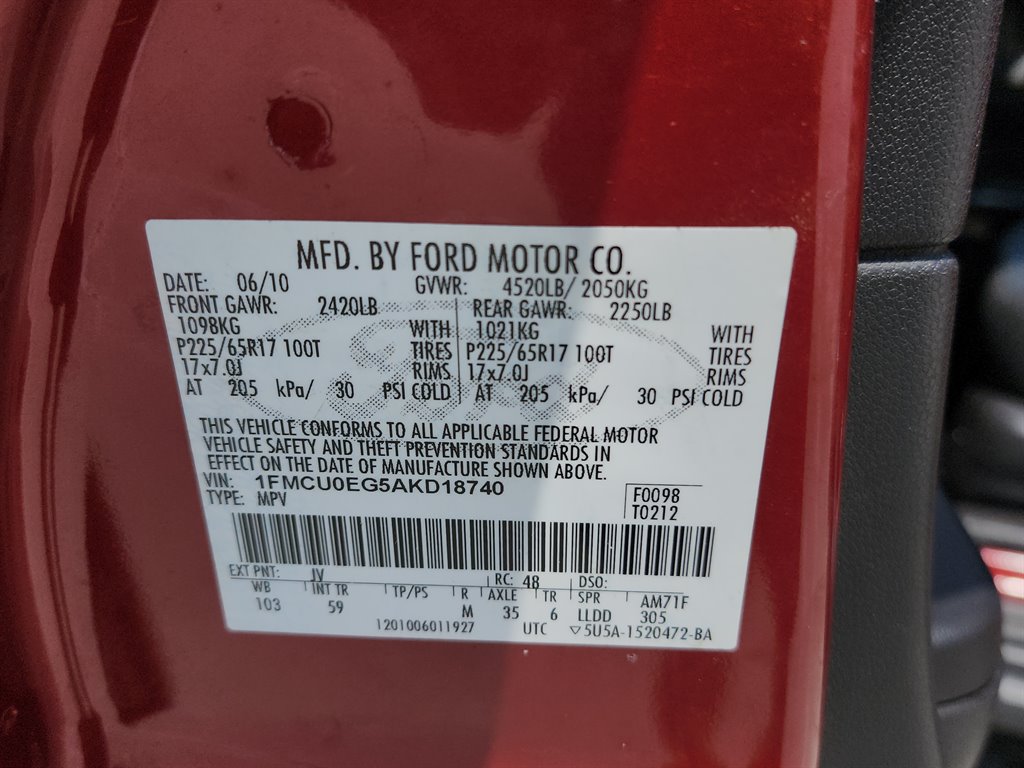 MFD. BY FORD MOTOR CO.
DATE: 06/10 GVWR: 4520LB/ 2050KG
FRONT GAWR: 2420LB REAR GAWR: 2250LB
1098KG WITH 1021KG WITH
P225/65R17 100T TIRES P225/65R17 100T TIRES
17x7.0J RIMS 17x7.0J RIMS
AT 205 kPa/ 30 PSI COLD AT 205 kPa/ 30 PSI COLD
THIS VEHICLE CONFORMS TO ALL APPLICABLE FEDERAL MOTOR
VEHICLE SAFETY AND THEFT PREVENTION STANDARDS IN
EFFECT ON THE DATE OF MANUFACTURE SHOWN ABOVE.
VIN: 1FMCU0EG5AKD18740
TYPE: MPV
F0098
T0212
EXT PNT: JV RC: 48 DSO:
WB INT TR TP/PS R AXLE TR SPR AM71F
103 59 M 35 6 LLDD 305
1201006011927 UTC ▽5U5A-1520472-BA
Ford